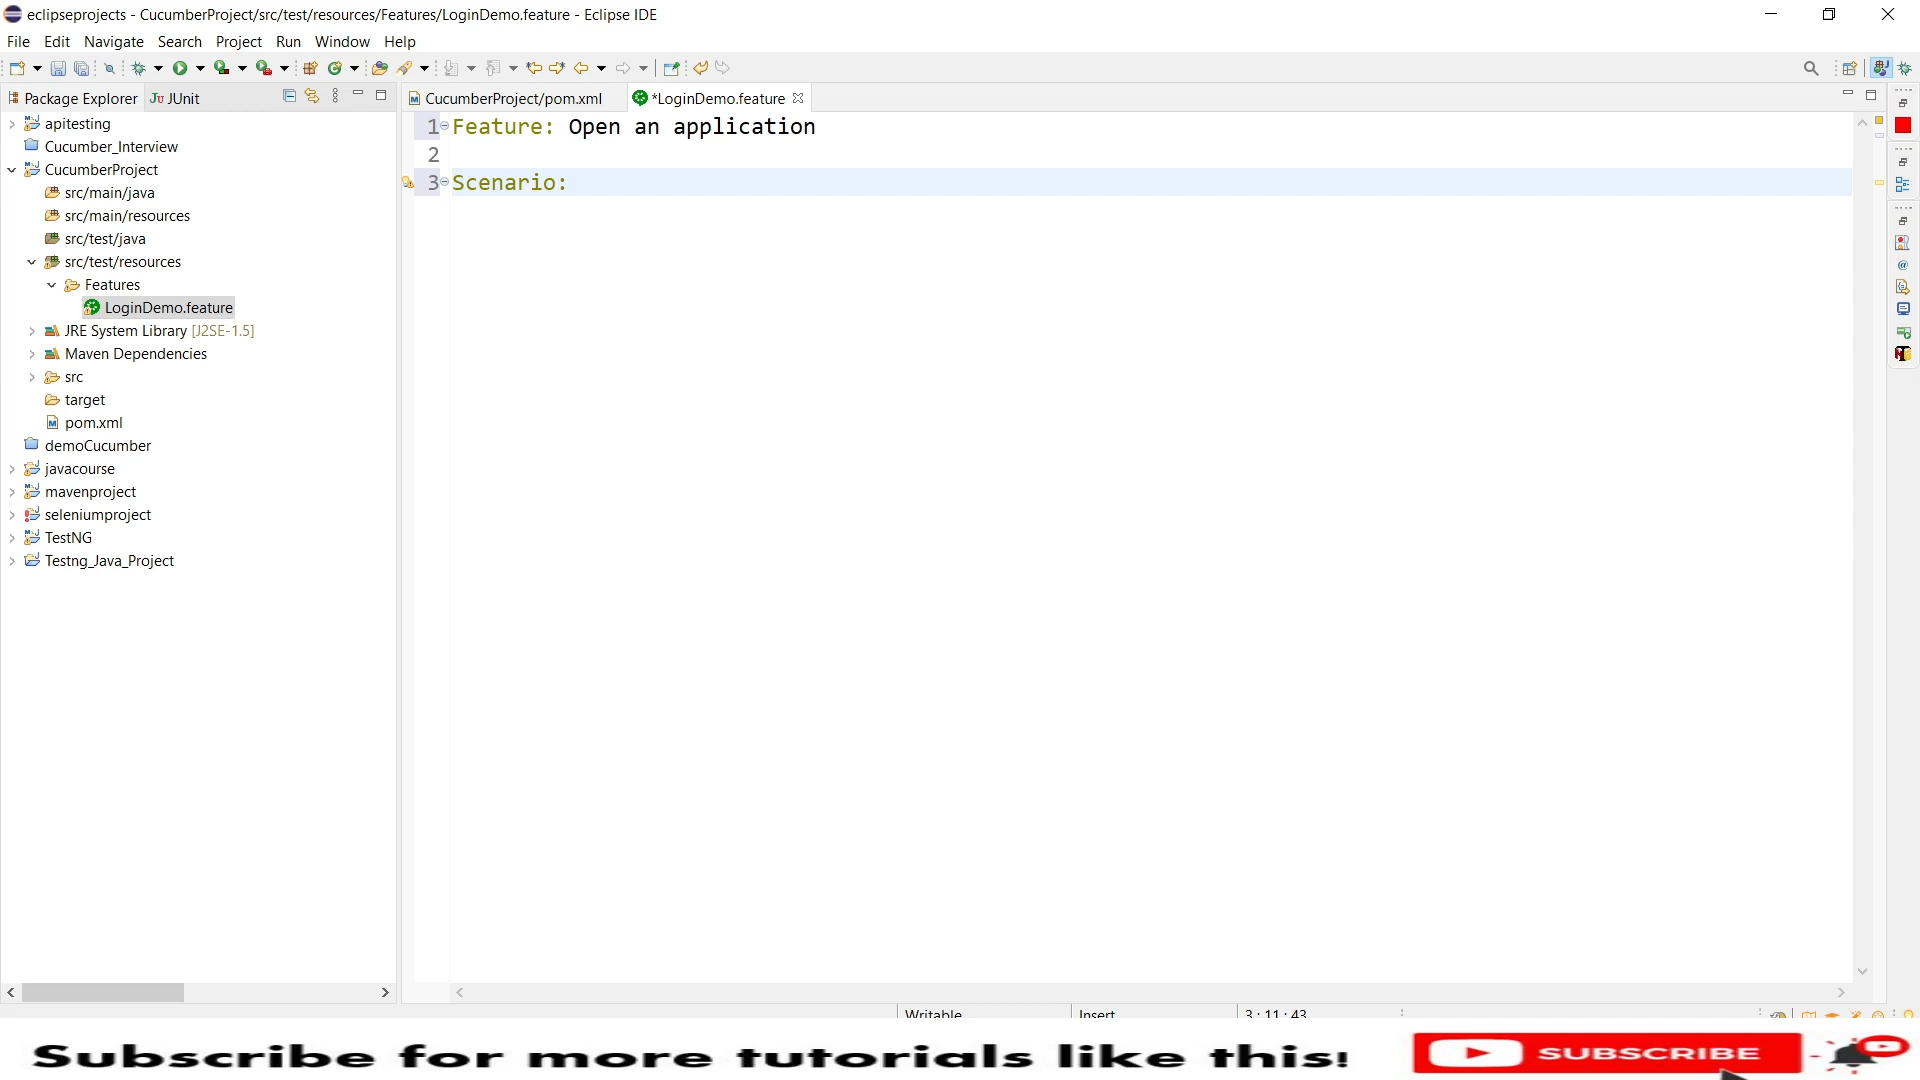 eclipseprojects - CucumberProject/src/test/resources/Features/LoginDemo.feature - Eclipse IDE
File Edit Navigate Search Project Run Window Help
Package Explorer JUnit
CucumberProject/pom.xml *LoginDemo.feature
apitesting
Cucumber_Interview
CucumberProject
src/main/java
src/main/resources
src/test/java
src/test/resources
Features
LoginDemo.feature
JRE System Library [J2SE-1.5]
Maven Dependencies
src
target
pom.xml
demoCucumber
javacourse
mavenproject
seleniumproject
TestNG
Testng_Java_Project
1 Feature: Open an application
2
3 Scenario:
Writable Insert 3 : 11 : 43
Subscribe for more tutorials like this! SUBSCRIBE